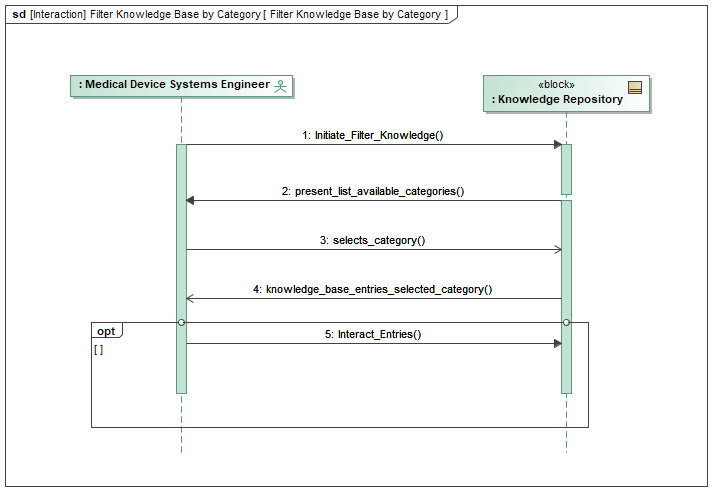 sd [Interaction] Filter Knowledge Base by Category [ Filter Knowledge Base by Category ]
: Medical Device Systems Engineer
«block»
: Knowledge Repository
1: Initiate_Filter_Knowledge()
2: present_list_available_categories()
3: selects_category()
4: knowledge_base_entries_selected_category()
opt
[ ]
5: Interact_Entries()